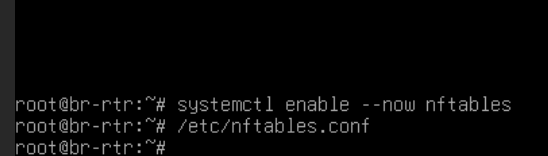 root@br-rtr:~# systemctl enable --now nftables
root@br-rtr:~# /etc/nftables.conf
root@br-rtr:~#